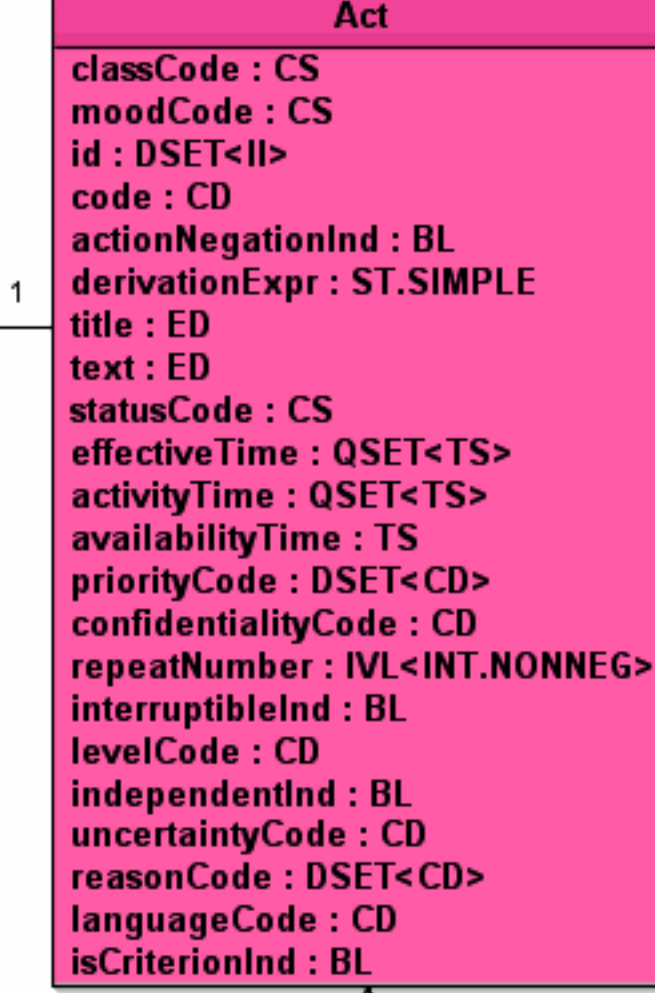 Act
classCode : CS
moodCode : CS
id : DSET<II>
code : CD
actionNegationInd : BL
derivationExpr : ST.SIMPLE
1
title : ED
text : ED
statusCode : CS
effectiveTime : QSET<TS>
activityTime : QSET<TS>
availabilityTime : TS
priorityCode : DSET<CD>
confidentialityCode : CD
repeatNumber : IVL<INT.NONNEG>
interruptibleInd : BL
levelCode : CD
independentInd : BL
uncertaintyCode : CD
reasonCode : DSET<CD>
languageCode : CD
isCriterionInd : BL